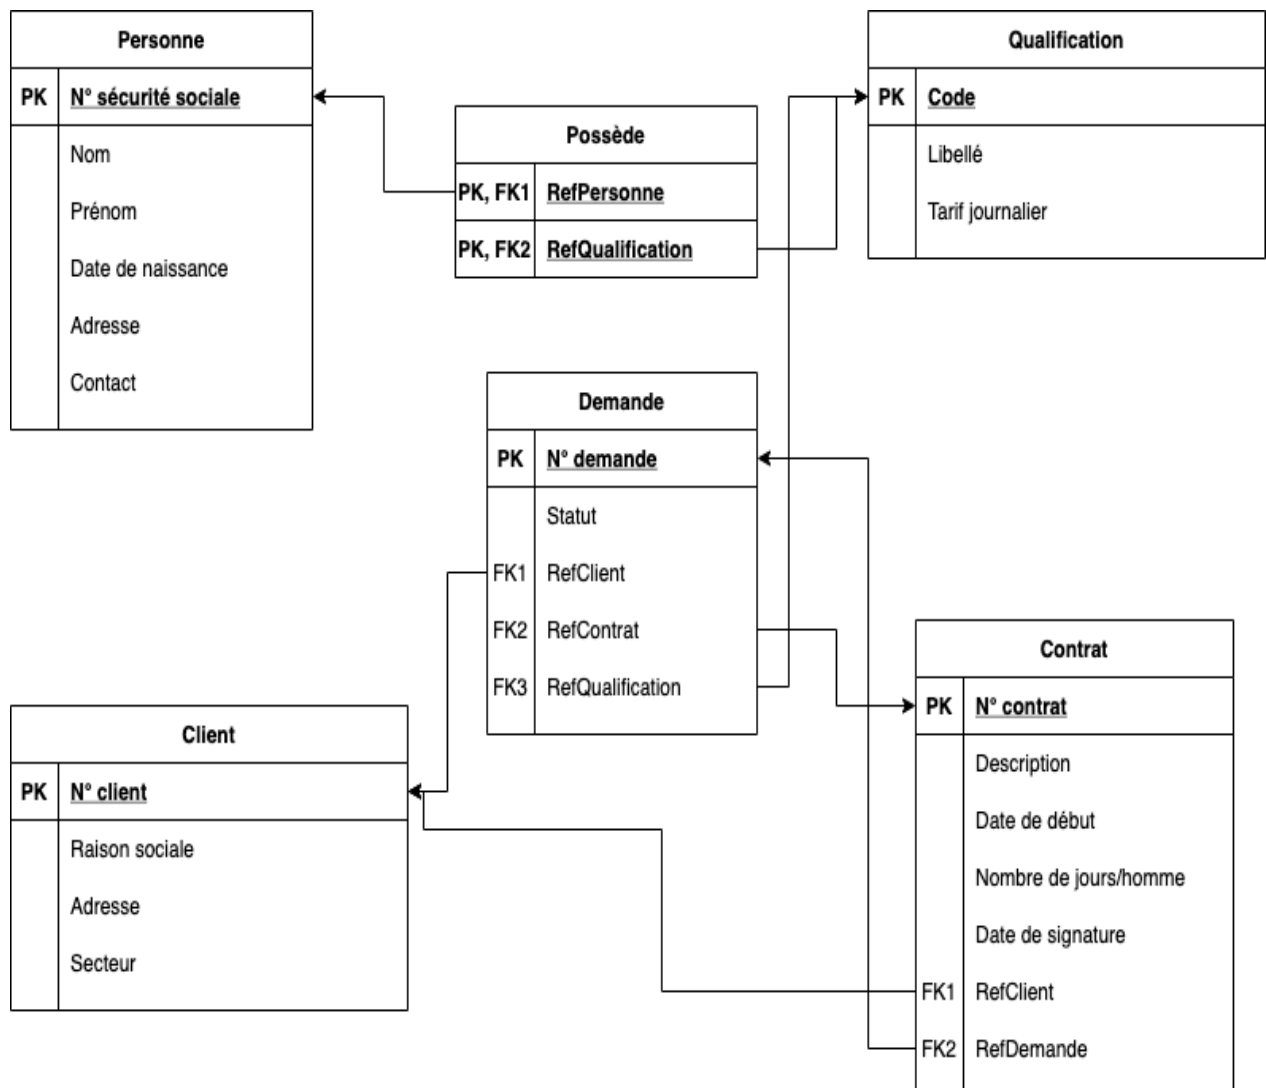 Personne
PK N° sécurité sociale
Nom
Prénom
Date de naissance
Adresse
Contact
Possède
PK, FK1 RefPersonne
PK, FK2 RefQualification
Qualification
PK Code
Libellé
Tarif journalier
Demande
PK N° demande
Statut
FK1 RefClient
FK2 RefContrat
FK3 RefQualification
Client
PK N° client
Raison sociale
Adresse
Secteur
Contrat
PK N° contrat
Description
Date de début
Nombre de jours/homme
Date de signature
FK1 RefClient
FK2 RefDemande